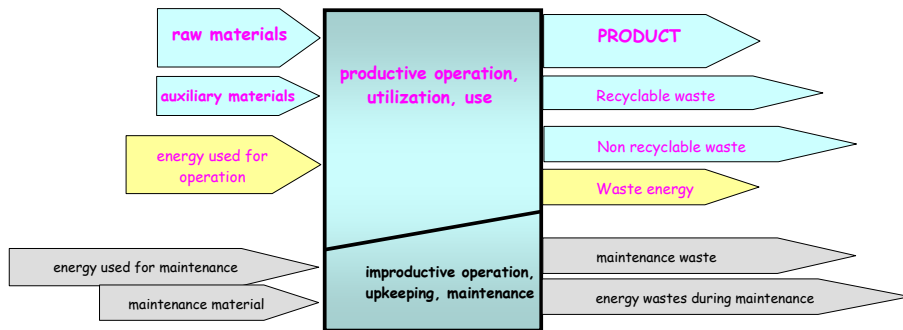 raw materials
auxiliary materials
energy used for
operation
energy used for maintenance
maintenance material
productive operation,
utilization, use
improductive operation,
upkeeping, maintenance
PRODUCT
Recyclable waste
Non recyclable waste
Waste energy
maintenance waste
energy wastes during maintenance